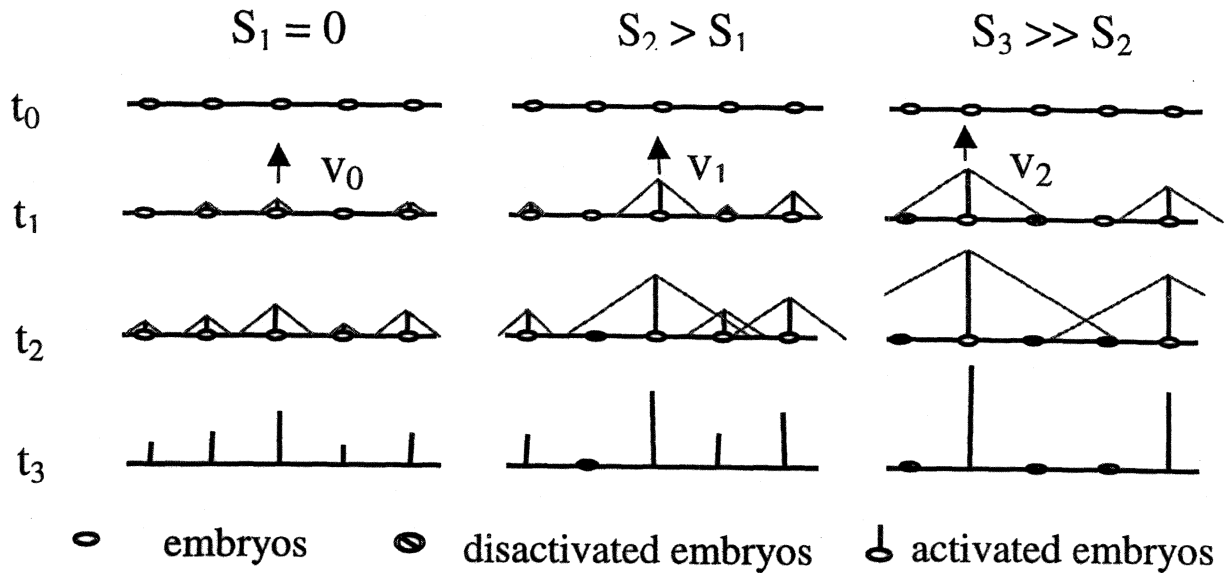 S₁ = 0 S₂ > S₁ S₃ >> S₂
t₀
v₀ v₁ v₂
t₁
t₂
t₃
embryos disactivated embryos activated embryos